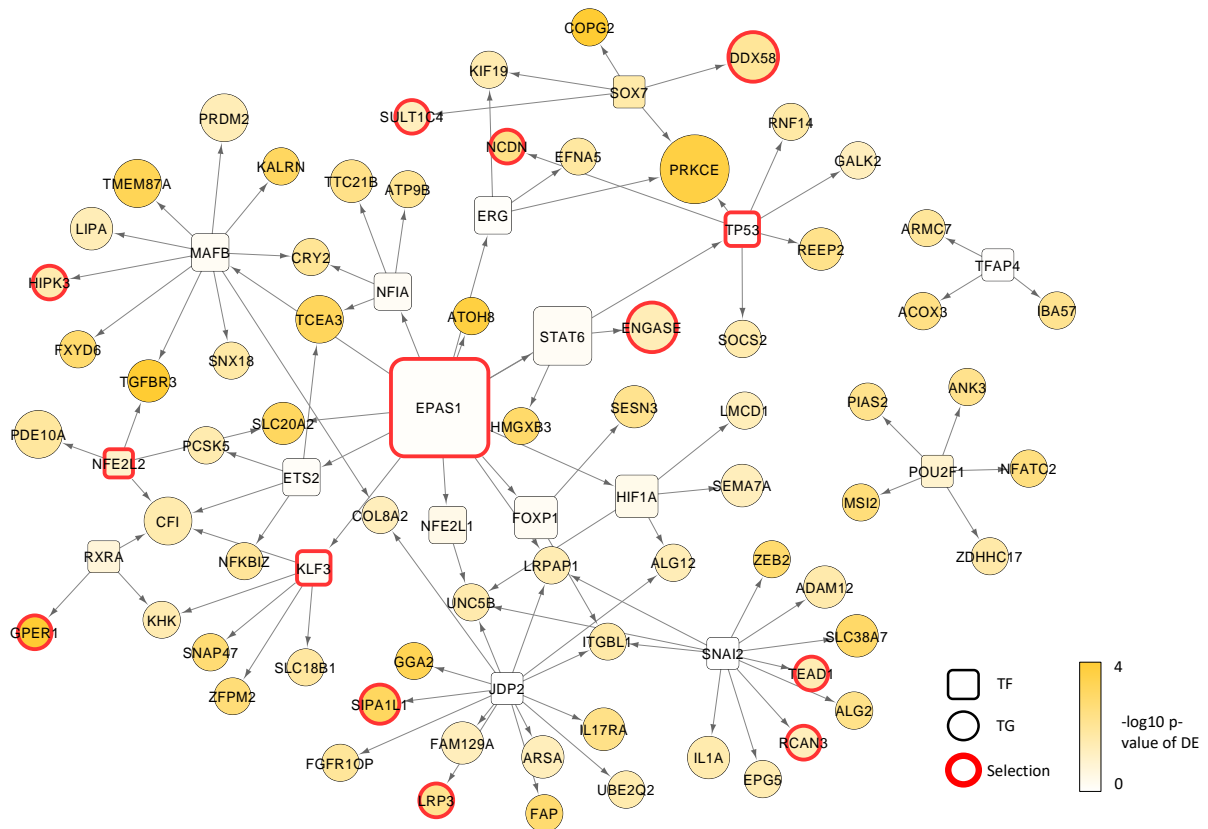 COPG2
DDX58
KIF19
SOX7
SULT1C4
PRDM2
RNF14
NCDN
EFNA5
GALK2
KALRN
PRKCE
TMEM87A
TTC21B
ATP9B
ERG
LIPA
TP53
ARMC7
MAFB
CRY2
REEP2
TFAP4
HIPK3
NFIA
TCEA3
ATOH8
ENGASE
ACOX3
IBA57
STAT6
SOCS2
FXYD6
SNX18
TGFBR3
EPAS1
ANK3
PIAS2
SESN3
LMCD1
SLC20A2
HMGXB3
PDE10A
PCSK5
NFE2L2
ETS2
POU2F1
NFATC2
SEMA7A
HIF1A
MSI2
COL8A2
NFE2L1
FOXP1
CFI
RXRA
NFKBIZ
KLF3
LRPAP1
ALG12
ZEB2
ZDHHC17
ADAM12
UNC5B
KHK
GPER1
SNAP47
SLC18B1
ITGBL1
SNAI2
SLC38A7
GGA2
TEAD1
JDP2
ZFPM2
SIPA1L1
ALG2
IL17RA
RCAN3
FAM129A
ARSA
IL1A
FGFR1OP
EPG5
UBE2Q2
LRP3
FAP
TF
TG
Selection
4
-log10 p-
value of DE
0